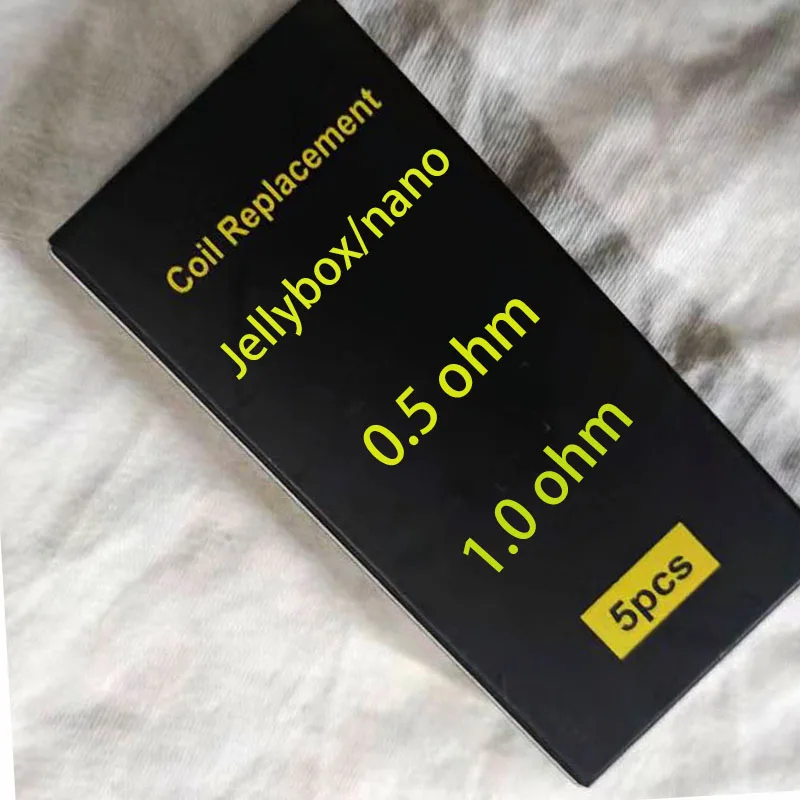 Coil Replacement
Jellybox/nano
0.5 ohm
1.0 ohm
5pcs